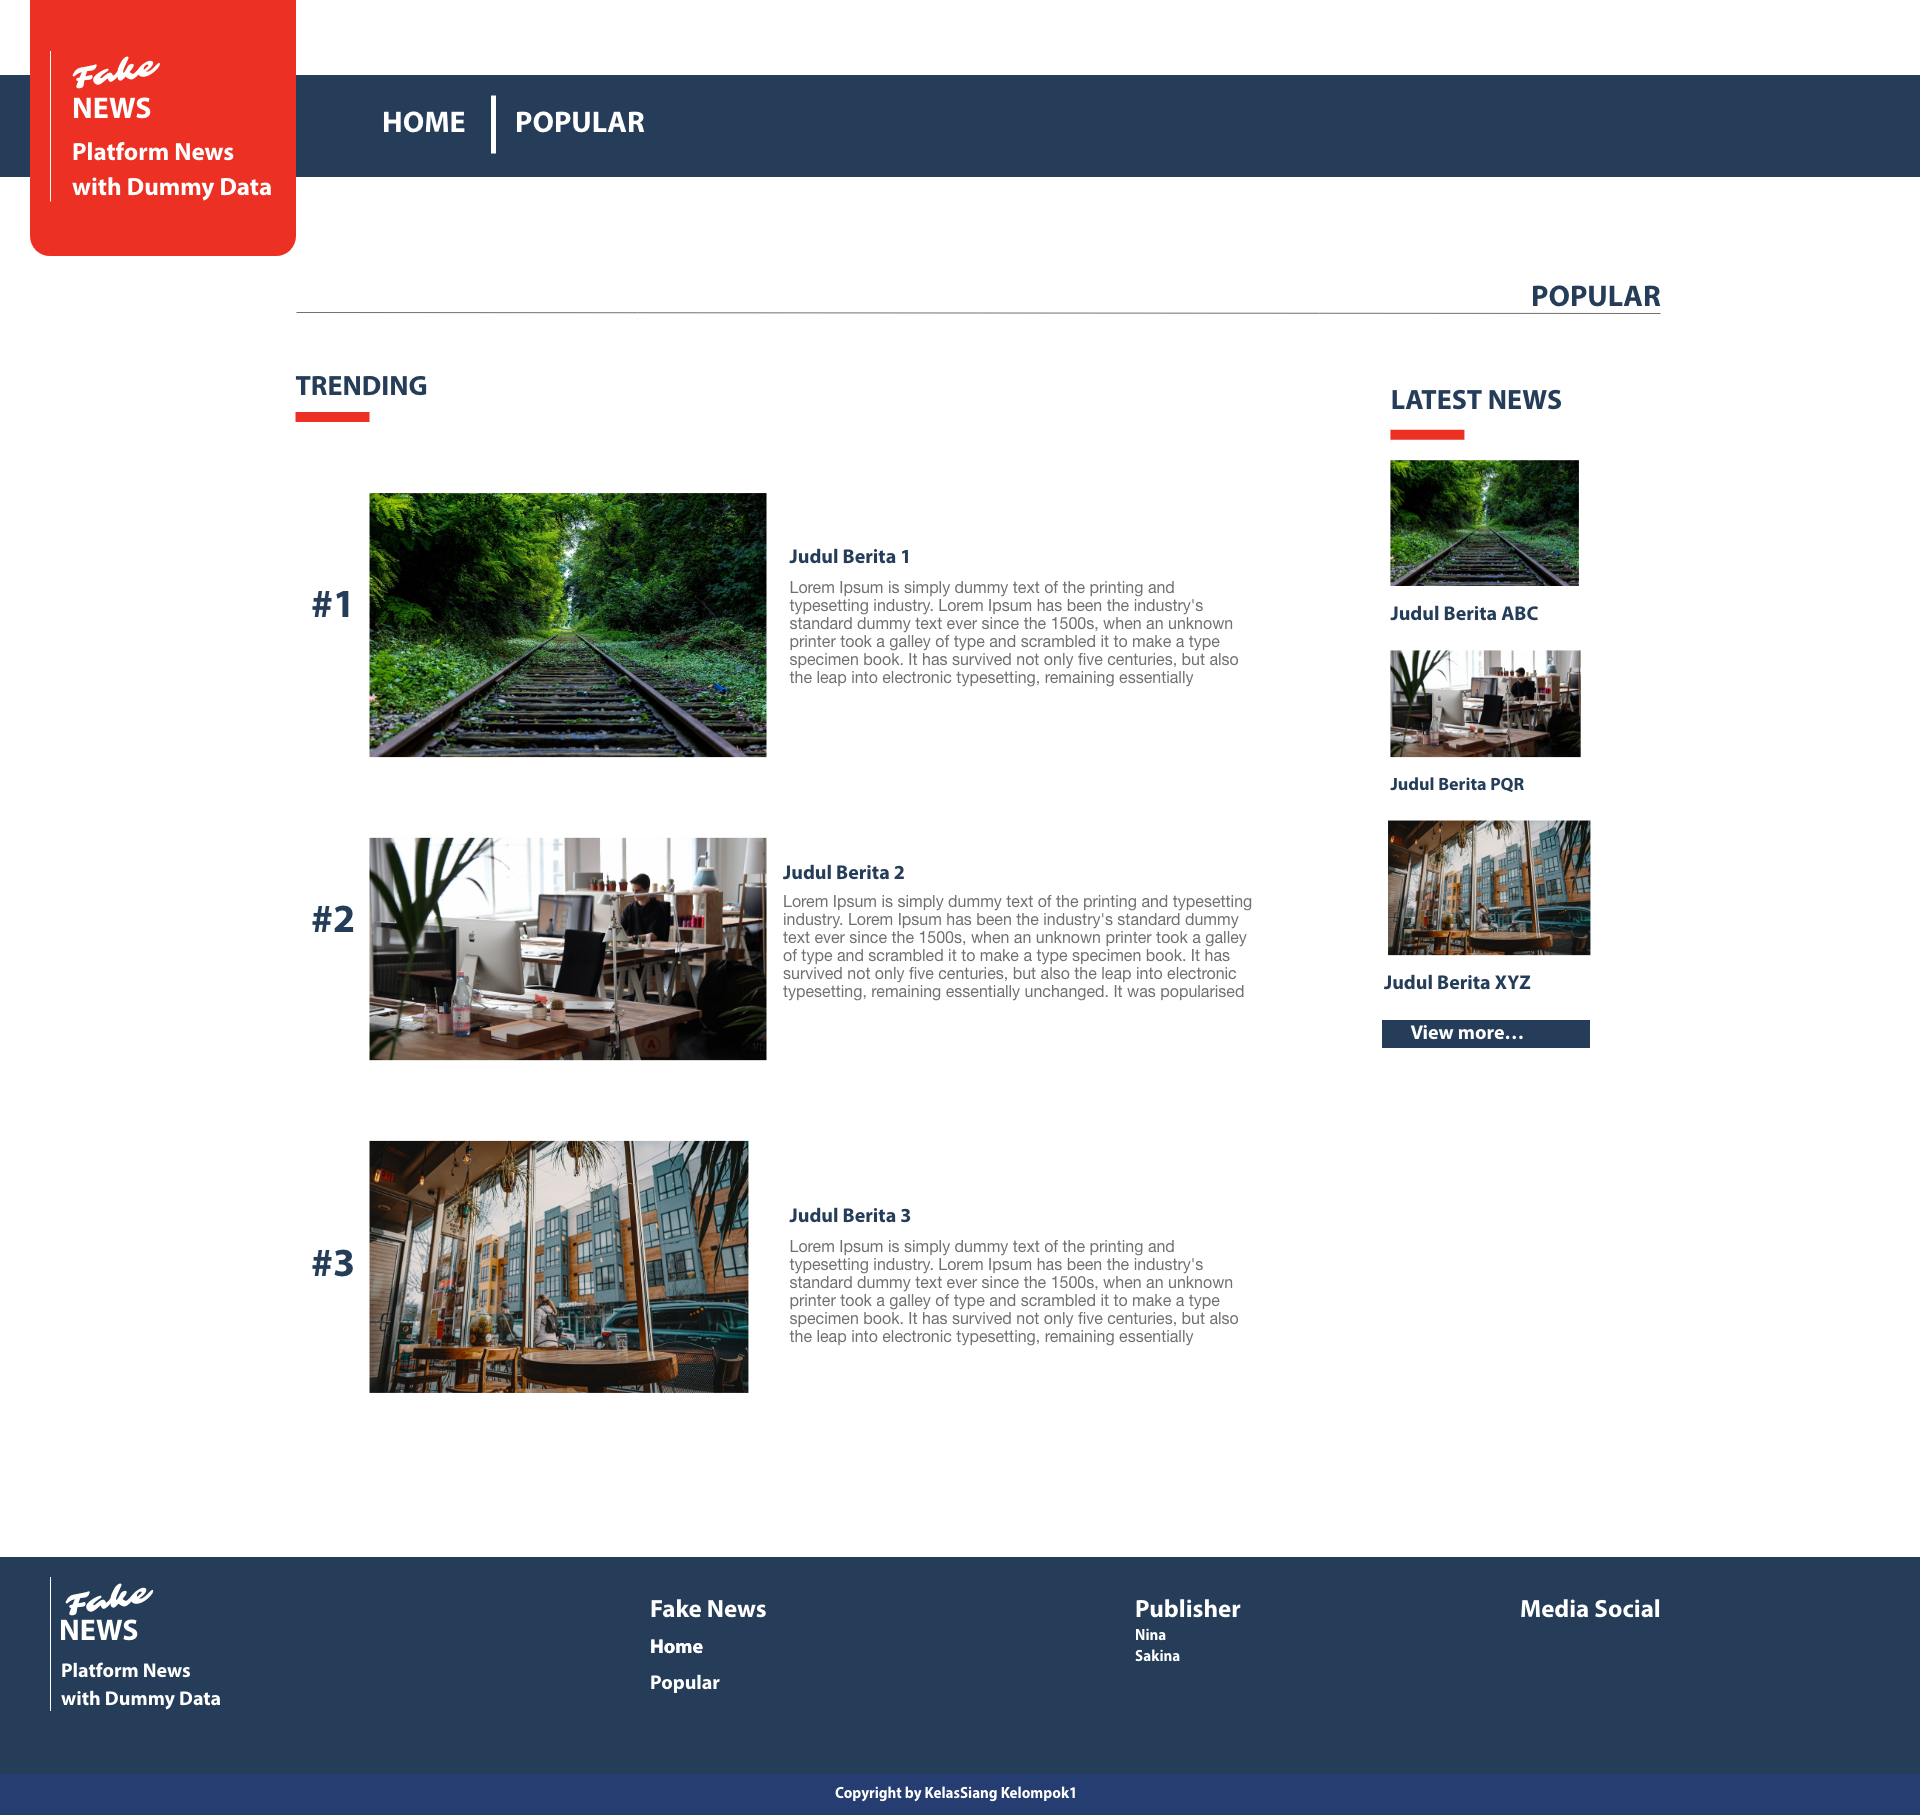 Fake
NEWS
Platform News
with Dummy Data
HOME
POPULAR
POPULAR
TRENDING
#1
Judul Berita 1
Lorem Ipsum is simply dummy text of the printing and
typesetting industry. Lorem Ipsum has been the industry's
standard dummy text ever since the 1500s, when an unknown
printer took a galley of type and scrambled it to make a type
specimen book. It has survived not only five centuries, but also
the leap into electronic typesetting, remaining essentially
#2
Judul Berita 2
Lorem Ipsum is simply dummy text of the printing and typesetting
industry. Lorem Ipsum has been the industry's standard dummy
text ever since the 1500s, when an unknown printer took a galley
of type and scrambled it to make a type specimen book. It has
survived not only five centuries, but also the leap into electronic
typesetting, remaining essentially unchanged. It was popularised
#3
Judul Berita 3
Lorem Ipsum is simply dummy text of the printing and
typesetting industry. Lorem Ipsum has been the industry's
standard dummy text ever since the 1500s, when an unknown
printer took a galley of type and scrambled it to make a type
specimen book. It has survived not only five centuries, but also
the leap into electronic typesetting, remaining essentially
LATEST NEWS
Judul Berita ABC
Judul Berita PQR
Judul Berita XYZ
View more...
Fake
NEWS
Platform News
with Dummy Data
Fake News
Home
Popular
Publisher
Nina
Sakina
Media Social
Copyright by KelasSiang Kelompok1